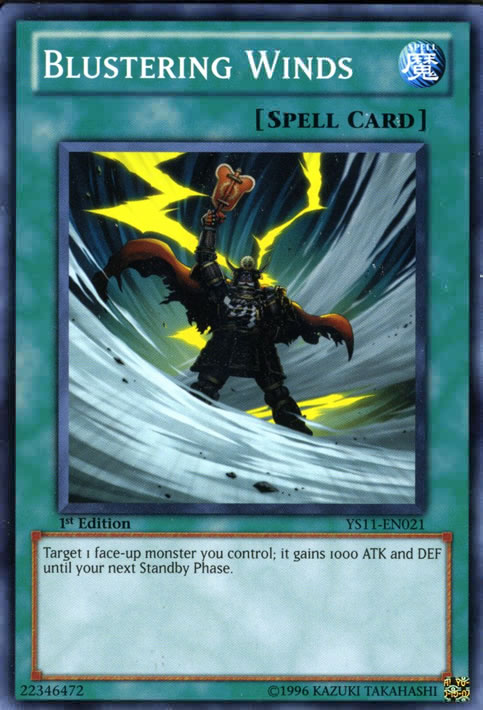 BLUSTERING WINDS
SPELL
魔
[SPELL CARD]
1st Edition
YS11-EN021
Target 1 face-up monster you control; it gains 1000 ATK and DEF
until your next Standby Phase.
22346472
©1996 KAZUKI TAKAHASHI